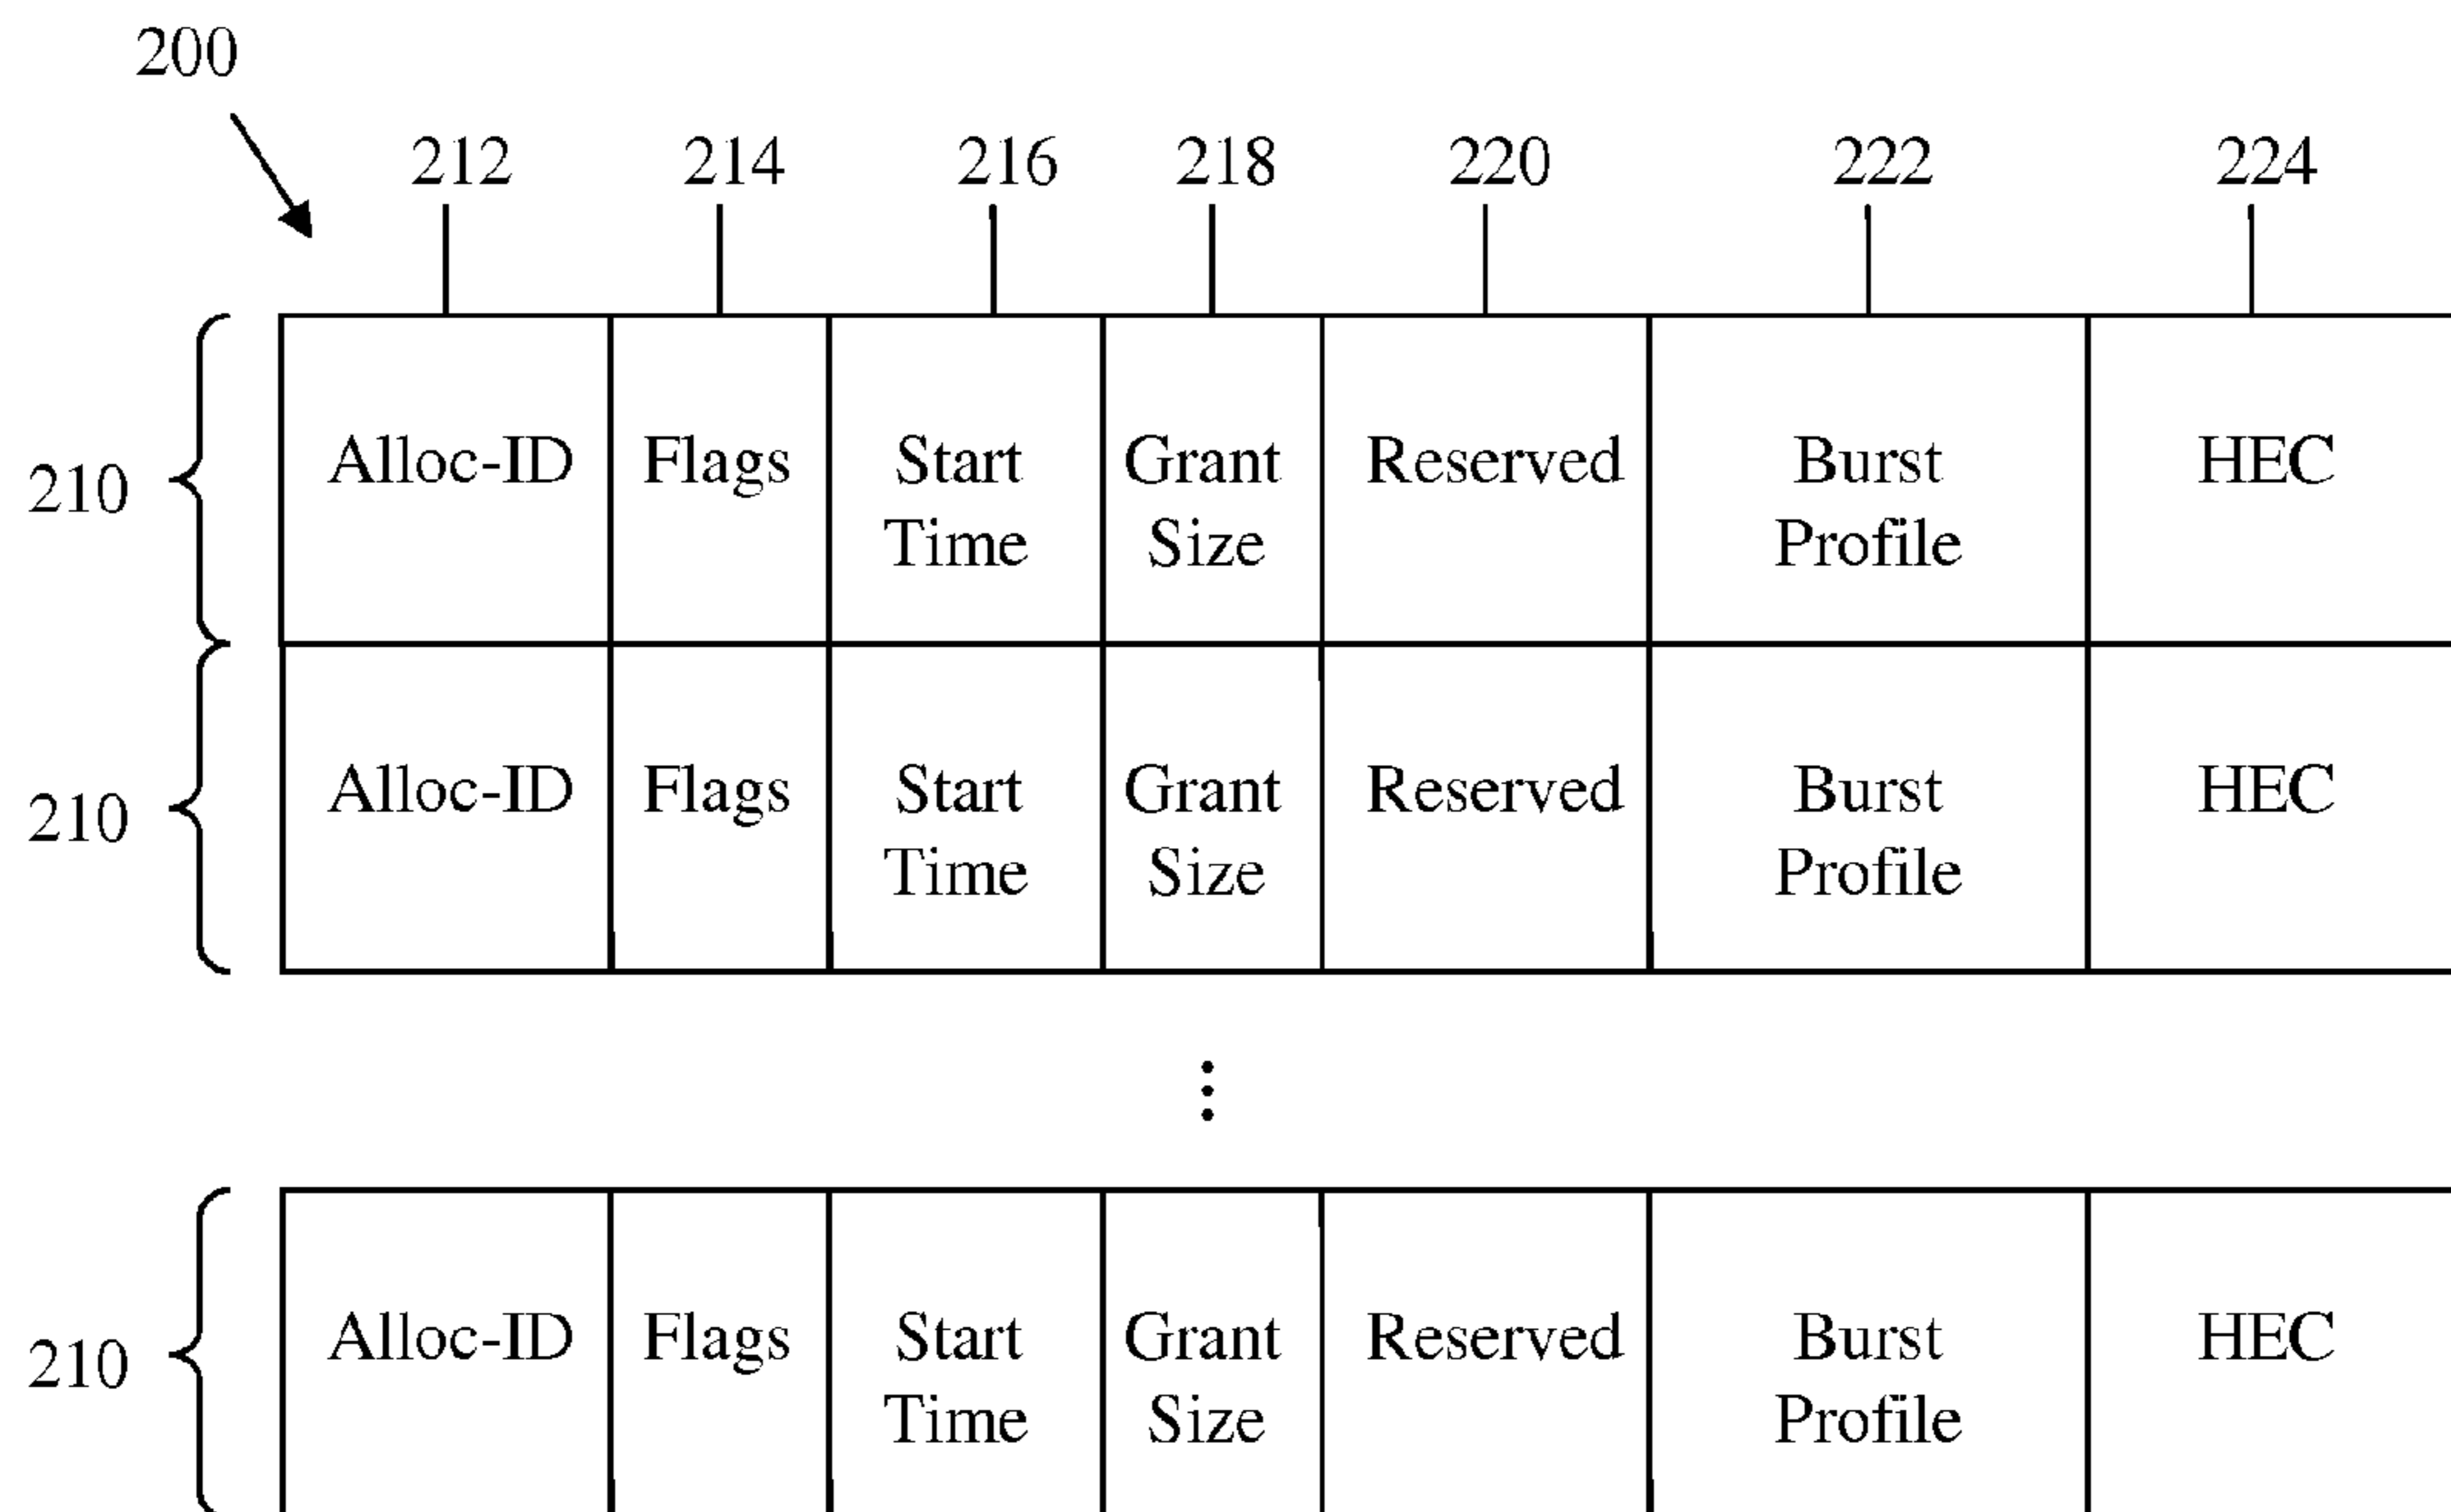 200
212 214 216 218 220 222 224
210 Alloc-ID Flags Start Time Grant Size Reserved Burst Profile HEC
210 Alloc-ID Flags Start Time Grant Size Reserved Burst Profile HEC
210 Alloc-ID Flags Start Time Grant Size Reserved Burst Profile HEC